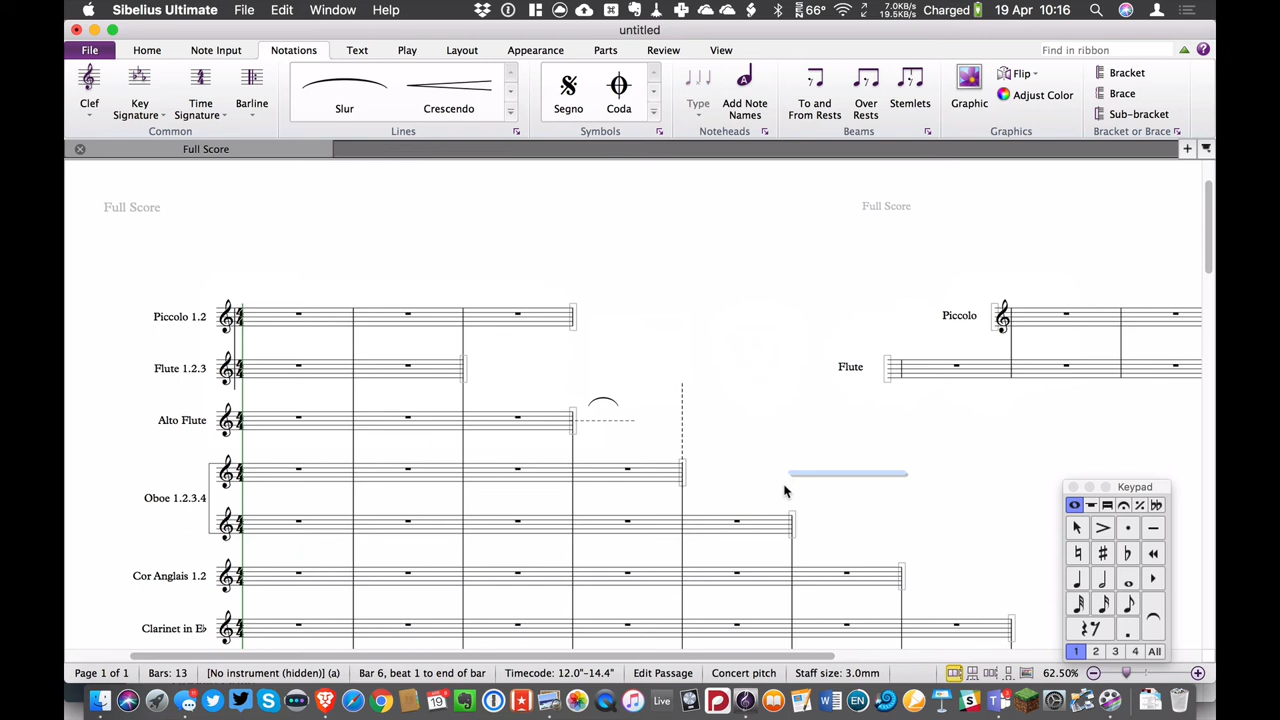 Sibelius Ultimate File Edit Window Help 66° 7.0KB/s 19.5KB/s Charged 19 Apr 10:16
untitled
File Home Note Input Notations Text Play Layout Appearance Parts Review View Find in ribbon
Clef Key Signature Time Signature Barline Slur Crescendo Segno Coda Type Add Note Names To and From Rests Over Rests Stemlets Graphic Flip Adjust Color Bracket Brace Sub-bracket
Common Lines Symbols Noteheads Beams Graphics Bracket or Brace
Full Score
Full Score Full Score
Piccolo 1.2 Piccolo
Flute 1.2.3 Flute
Alto Flute
Keypad
Oboe 1.2.3.4
Cor Anglais 1.2
Clarinet in E♭
1 2 3 4 All
Page 1 of 1 Bars: 13 [No instrument (hidden)] (a) Bar 6, beat 1 to end of bar Timecode: 12.0"-14.4" Edit Passage Concert pitch Staff size: 3.0mm 62.50%
19 Live W EN